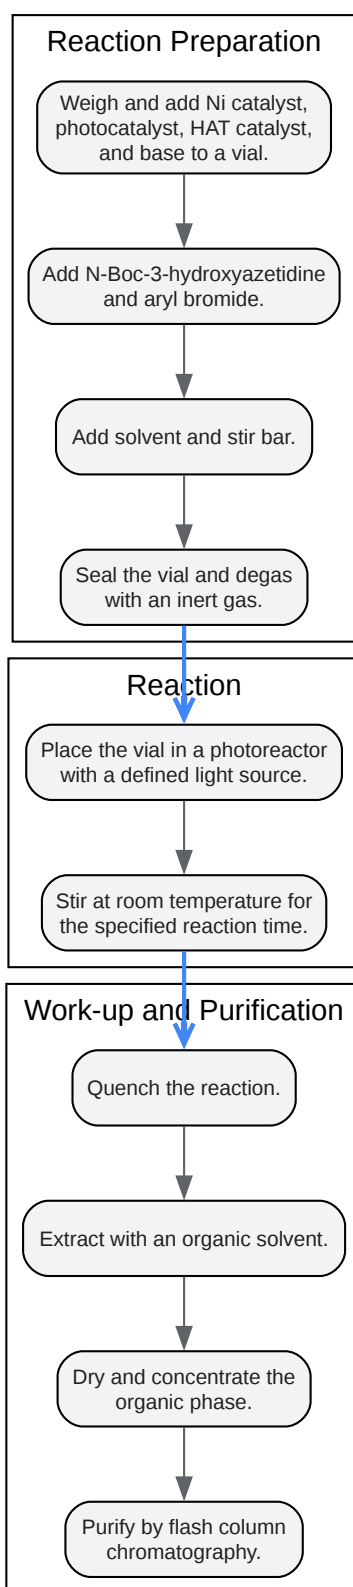 Reaction Preparation
Weigh and add Ni catalyst,
photocatalyst, HAT catalyst,
and base to a vial.
Add N-Boc-3-hydroxyazetidine
and aryl bromide.
Add solvent and stir bar.
Seal the vial and degas
with an inert gas.
Reaction
Place the vial in a photoreactor
with a defined light source.
Stir at room temperature for
the specified reaction time.
Work-up and Purification
Quench the reaction.
Extract with an organic solvent.
Dry and concentrate the
organic phase.
Purify by flash column
chromatography.